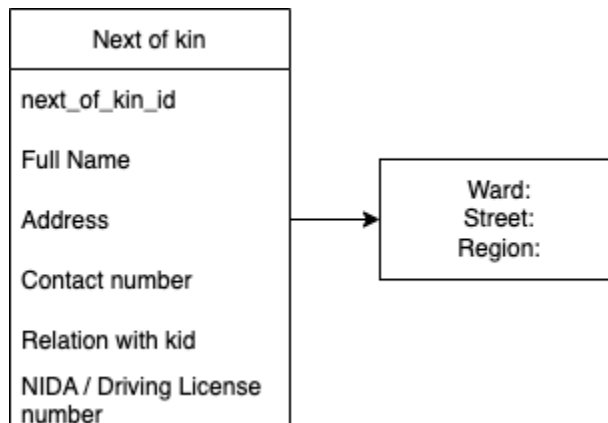 Next of kin
next_of_kin_id
Full Name
Address
Contact number
Relation with kid
NIDA / Driving License
number
Ward:
Street:
Region: